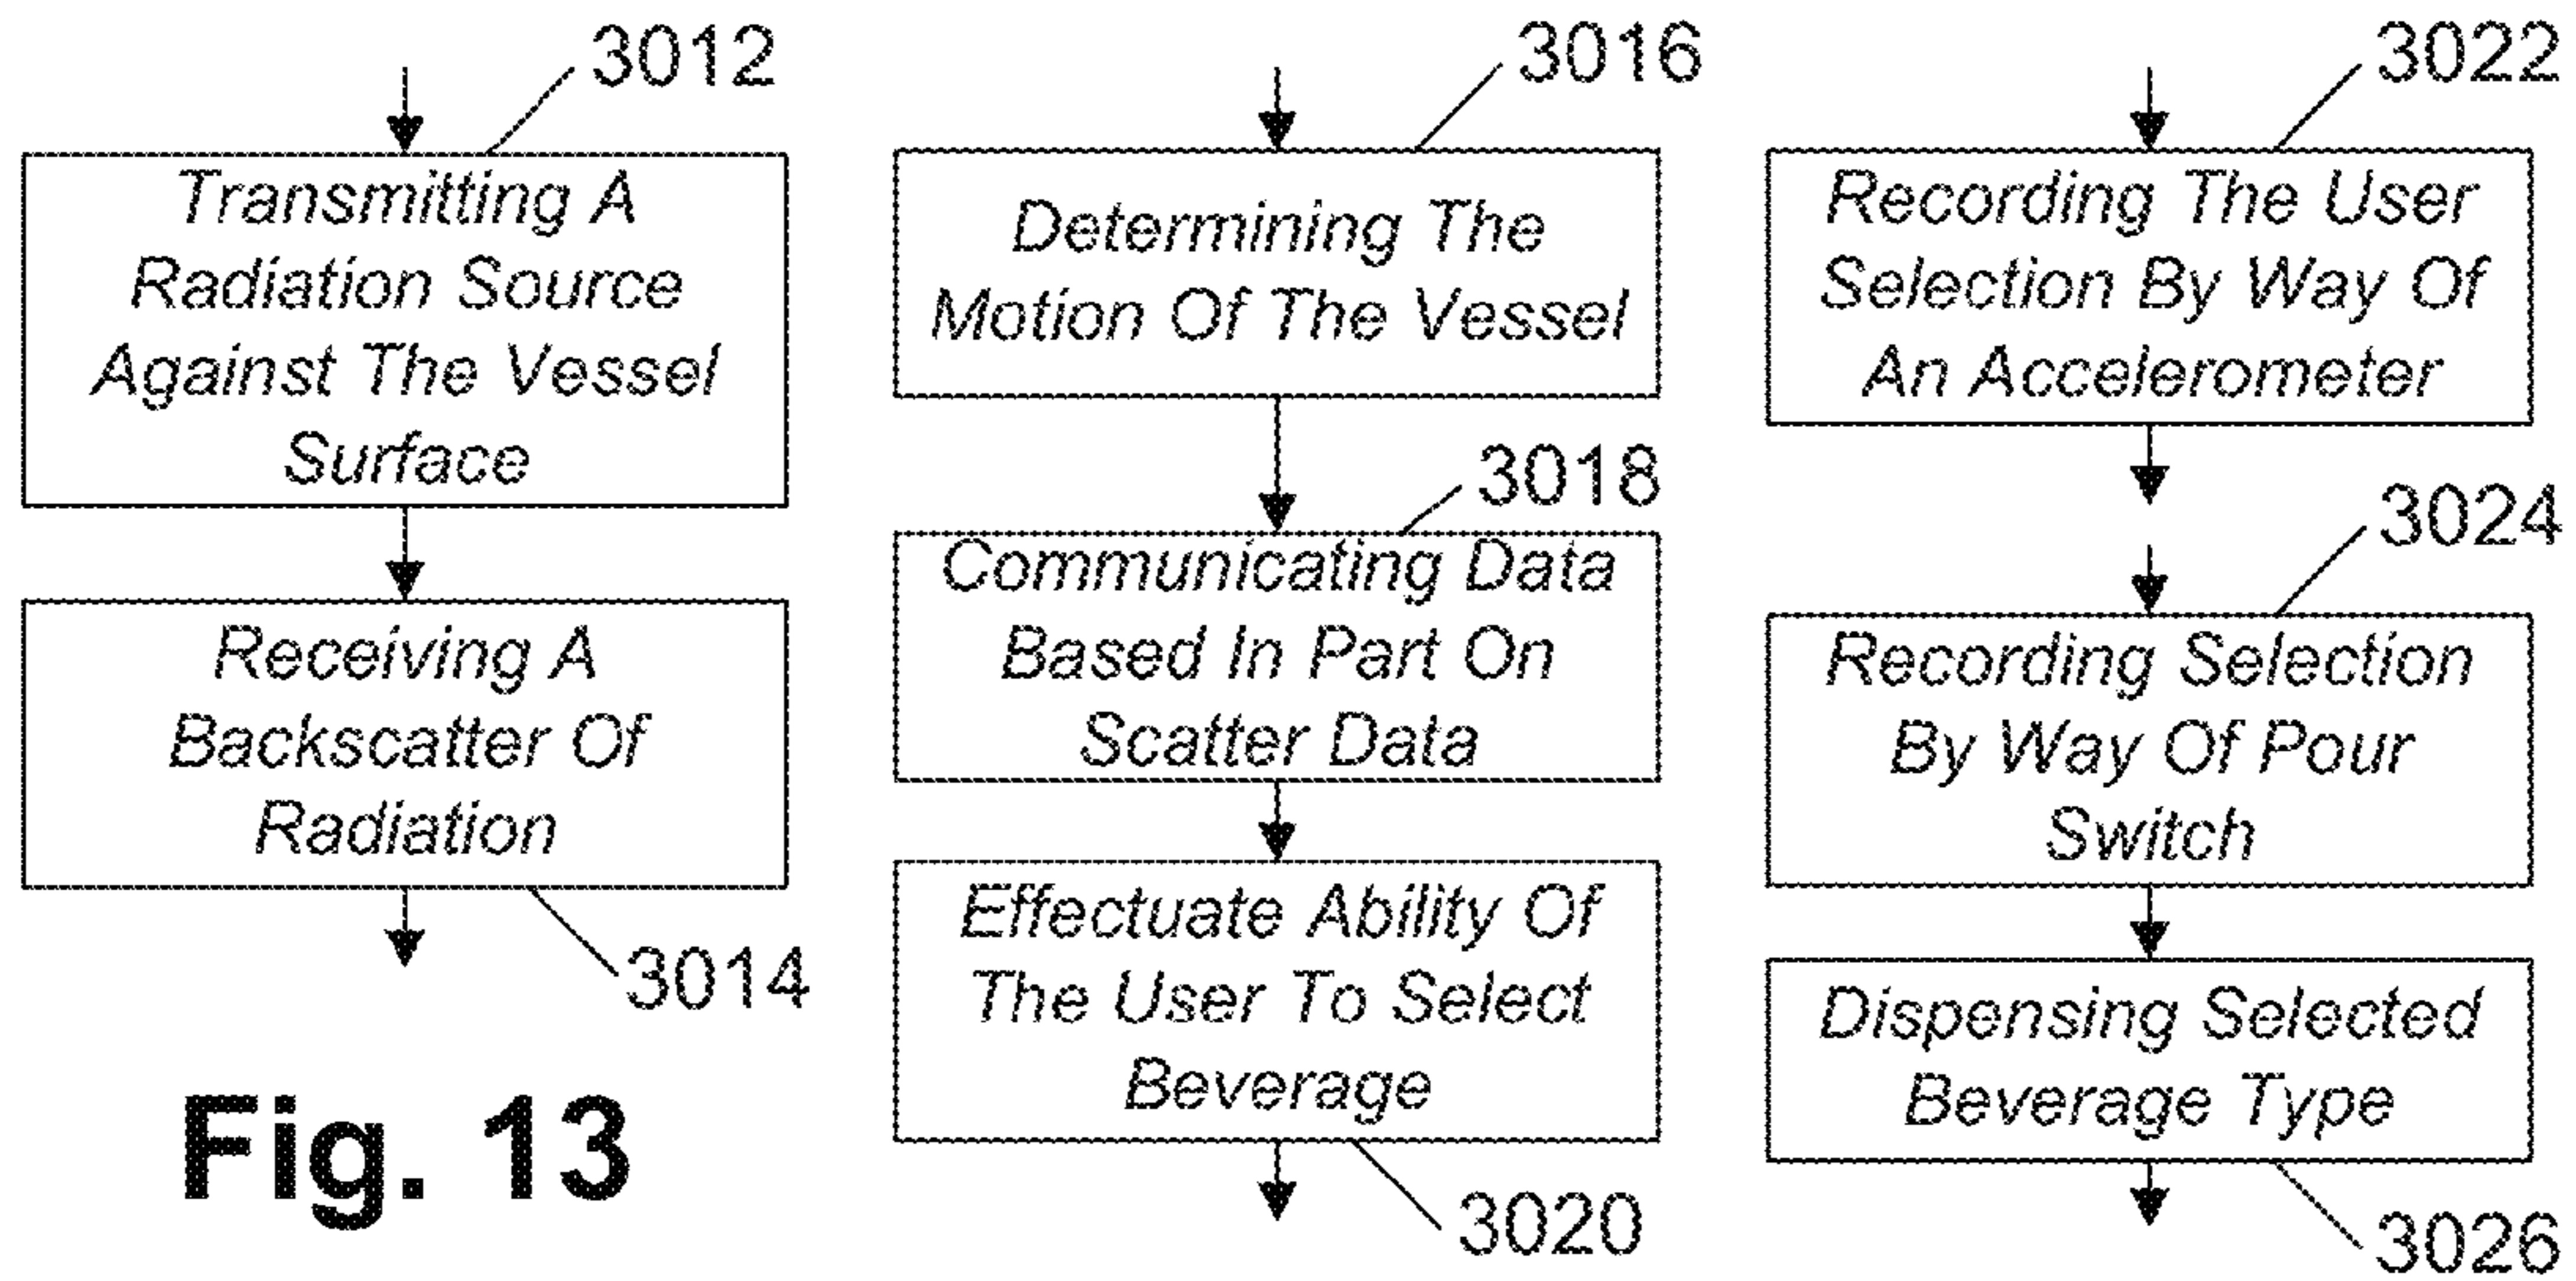 3012
Transmitting A
Radiation Source
Against The Vessel
Surface
Receiving A
Backscatter Of
Radiation
3014
Fig. 13
3016
Determining The
Motion Of The Vessel
3018
Communicating Data
Based In Part On
Scatter Data
Effectuate Ability Of
The User To Select
Beverage
3020
3022
Recording The User
Selection By Way Of
An Accelerometer
3024
Recording Selection
By Way Of Pour
Switch
Dispensing Selected
Beverage Type
3026